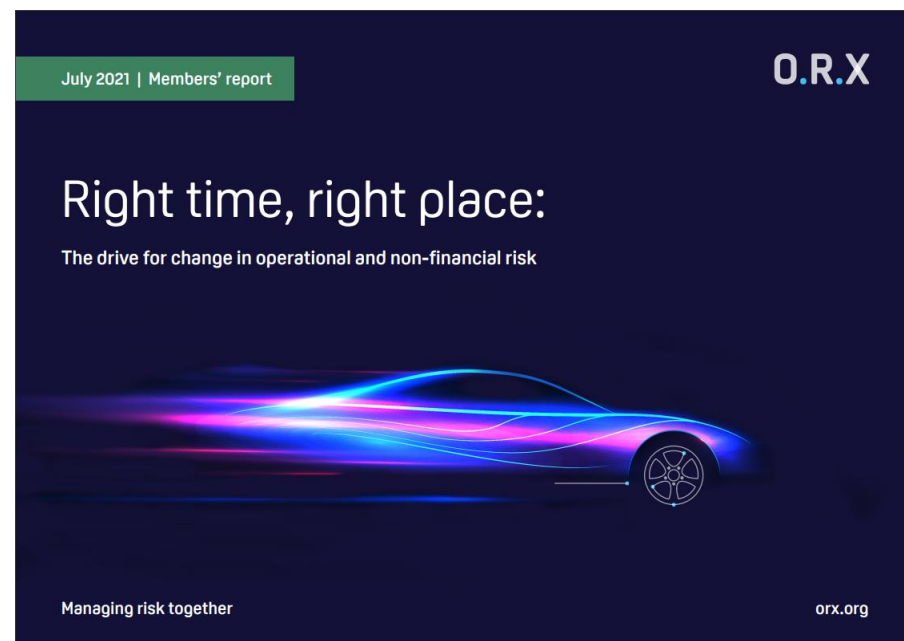 July 2021 | Members' report
O.R.X
Right time, right place:
The drive for change in operational and non-financial risk
Managing risk together
orx.org